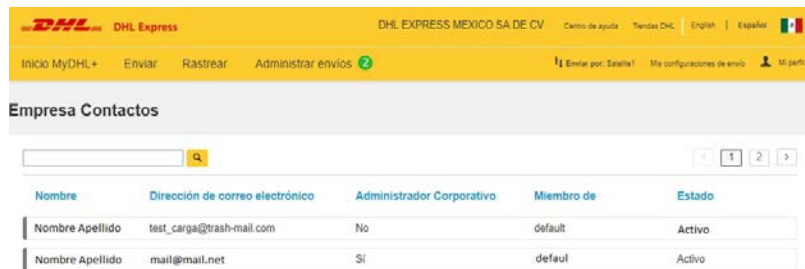 DHL DHL Express DHL EXPRESS MEXICO SA DE CV Centro de ayuda Tiendas DHL English | Español
Inicio MyDHL+ Enviar Rastrear Administrar envíos 2 Enviar por: Satelite1 Mis configuraciones de envío Mi perfil
Empresa Contactos
1 2 >
Nombre Dirección de correo electrónico Administrador Corporativo Miembro de Estado
Nombre Apellido test_carga@trash-mail.com No default Activo
Nombre Apellido mail@mail.net Sí defaul Activo